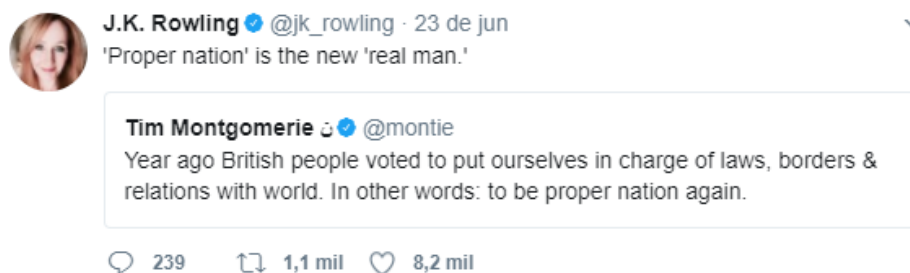 J.K. Rowling @jk_rowling · 23 de jun
'Proper nation' is the new 'real man.'
Tim Montgomerie ن @montie
Year ago British people voted to put ourselves in charge of laws, borders &
relations with world. In other words: to be proper nation again.
239 1,1 mil 8,2 mil